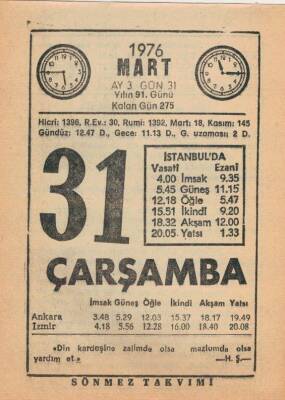 1976
MART
AY 3 GÜN 31
Yılın 91. Günü
Kalan Gün 275
Hicri: 1396, R.Ev.: 30, Rumi: 1392, Mart: 18, Kasım: 145
Gündüz: 12.47 D., Gece: 11.13 D., G. uzaması 2 D.
31
İSTANBUL'DA
Vasatî Ezanî
4.00 İmsak 9.35
5.45 Güneş 11.15
12.18 Öğle 5.47
15.51 İkindi 9.20
18.32 Akşam 12.00
20.05 Yatsı 1.33
ÇARŞAMBA
İmsak Güneş Öğle İkindi Akşam Yatsı
Ankara 3.48 5.29 12.03 15.37 18.17 19.49
İzmir 4.18 5.56 12.28 16.00 18.40 20.08
«Din kardeşine zalimde olsa mazlumda olsa
yardım et.» —H. Ş.—
SÖNMEZ TAKVİMİ